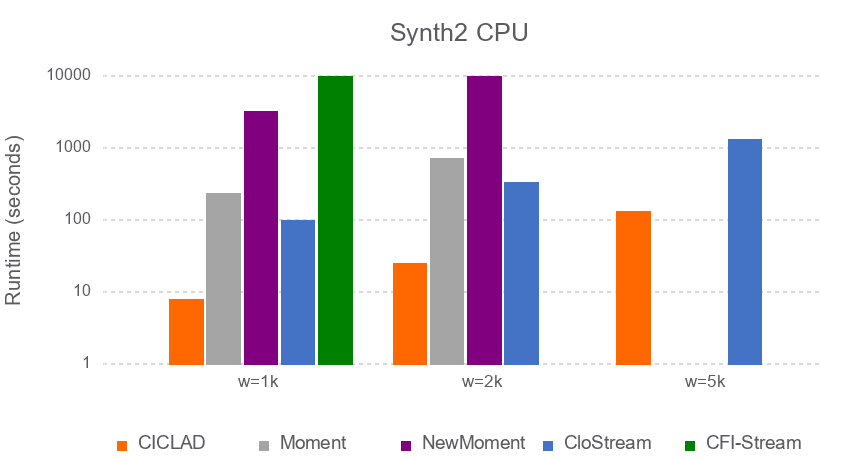 Synth2 CPU
Runtime (seconds)
10000
1000
100
10
1
w=1k w=2k w=5k
CICLAD Moment NewMoment CloStream CFI-Stream